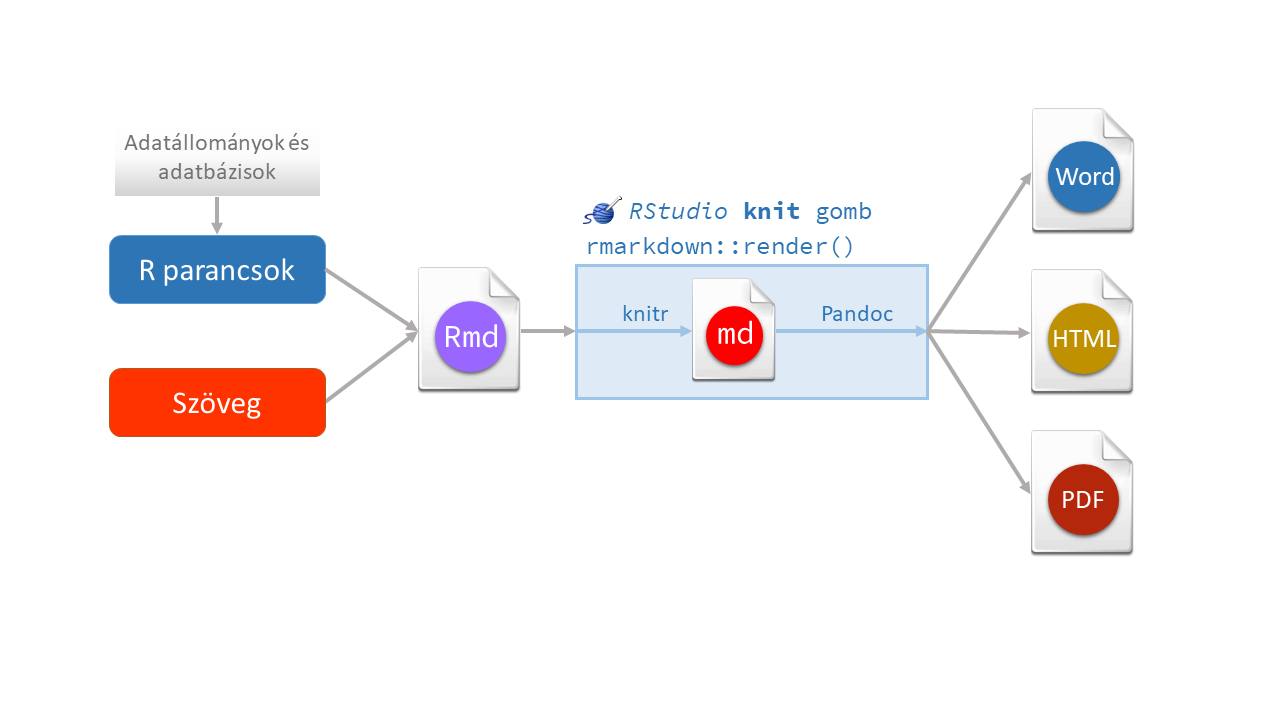 Adatállományok és
adatbázisok
R parancsok
Szöveg
Rmd
RStudio knit gomb
rmarkdown::render()
knitr
md
Pandoc
Word
HTML
PDF